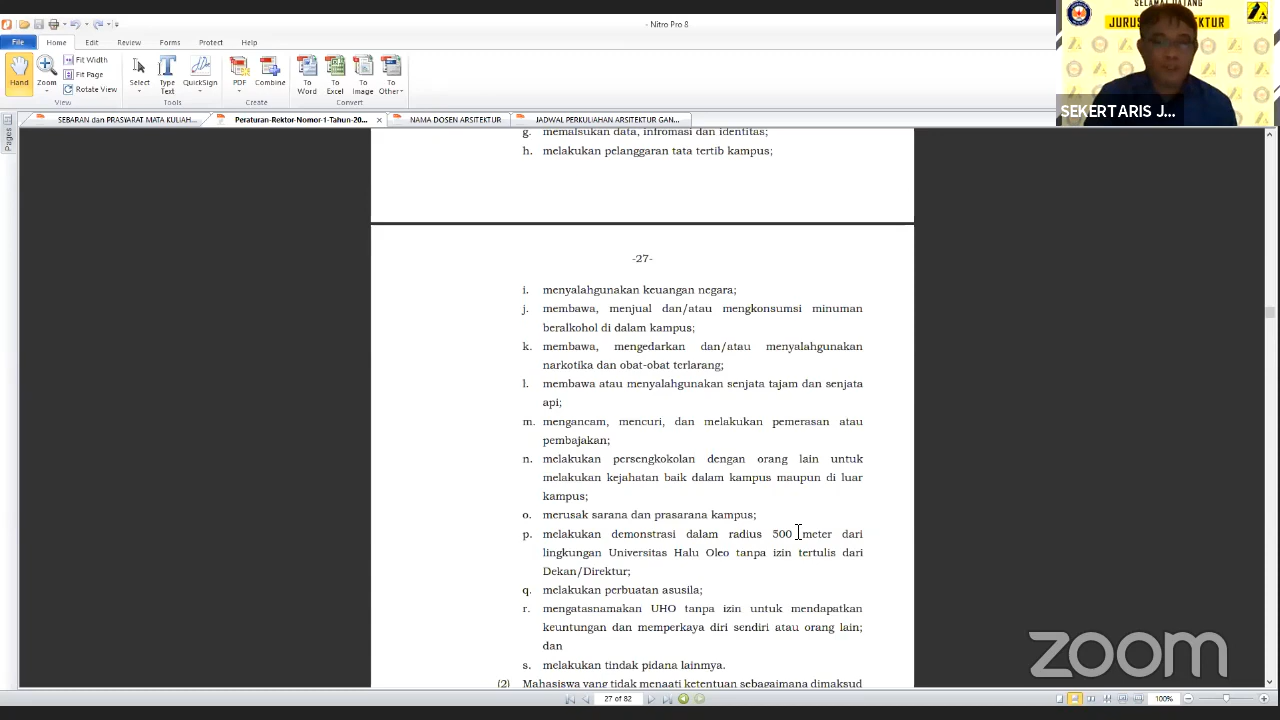 - Nitro Pro 8
File Home Edit Review Forms Protect Help
Hand Zoom Fit Width Fit Page Rotate View Select Type Text QuickSign PDF Combine To Word To Excel To Image To Other
View Tools Create Convert
SEBARAN dan PRASYARAT MATA KULIAH... Peraturan-Rektor-Nomor-1-Tahun-20... NAMA DOSEN ARSITEKTUR JADWAL PERKULIAHAN ARSITEKTUR GAN...
Pages
SELAMAT DATANG
SEKERTARIS J...
g. memalsukan data, infromasi dan identitas;
h. melakukan pelanggaran tata tertib kampus;
-27-
i. menyalahgunakan keuangan negara;
j. membawa, menjual dan/atau mengkonsumsi minuman
beralkohol di dalam kampus;
k. membawa, mengedarkan dan/atau menyalahgunakan
narkotika dan obat-obat terlarang;
l. membawa atau menyalahgunakan senjata tajam dan senjata
api;
m. mengancam, mencuri, dan melakukan pemerasan atau
pembajakan;
n. melakukan persengkokolan dengan orang lain untuk
melakukan kejahatan baik dalam kampus maupun di luar
kampus;
o. merusak sarana dan prasarana kampus;
p. melakukan demonstrasi dalam radius 500 meter dari
lingkungan Universitas Halu Oleo tanpa izin tertulis dari
Dekan/Direktur;
q. melakukan perbuatan asusila;
r. mengatasnamakan UHO tanpa izin untuk mendapatkan
keuntungan dan memperkaya diri sendiri atau orang lain;
dan
s. melakukan tindak pidana lainmya.
(2) Mahasiswa yang tidak menaati ketentuan sebagaimana dimaksud
zoom
27 of 82
100%